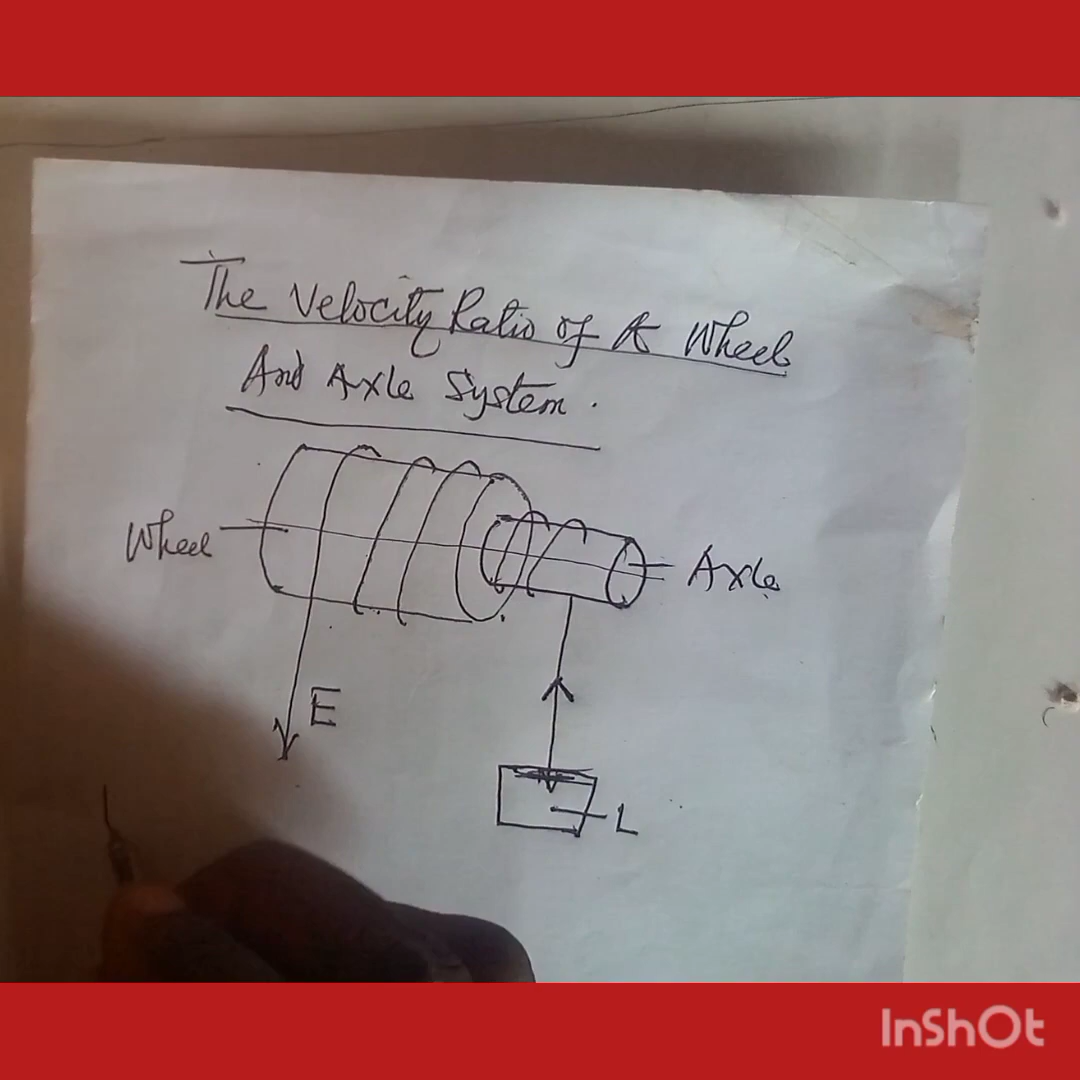 The Velocity Ratio of A Wheel
And Axle System.
Wheel
Axle
E
L
InShOt